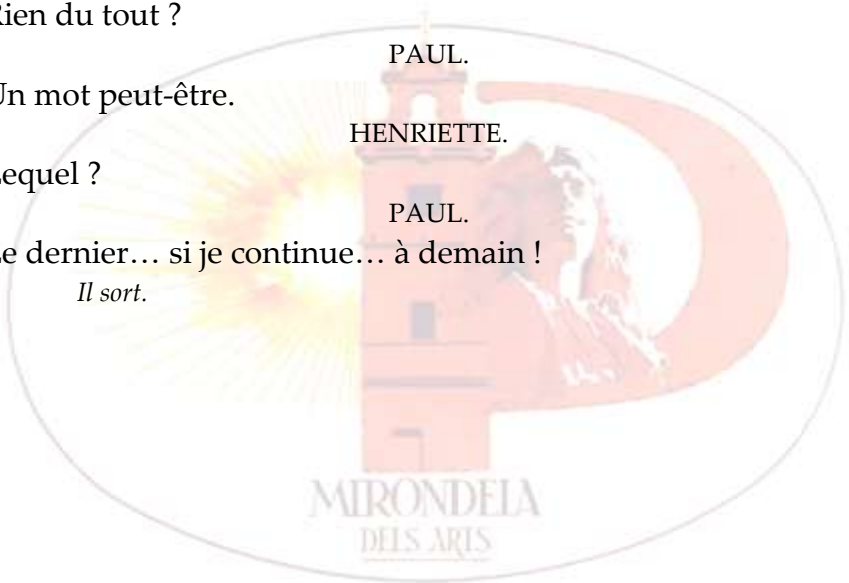 Rien du tout ?
PAUL.
Un mot peut-être.
HENRIETTE.
Lequel ?
PAUL.
Le dernier… si je continue… à demain !
Il sort.
MIRONDELA
DELS ARTS